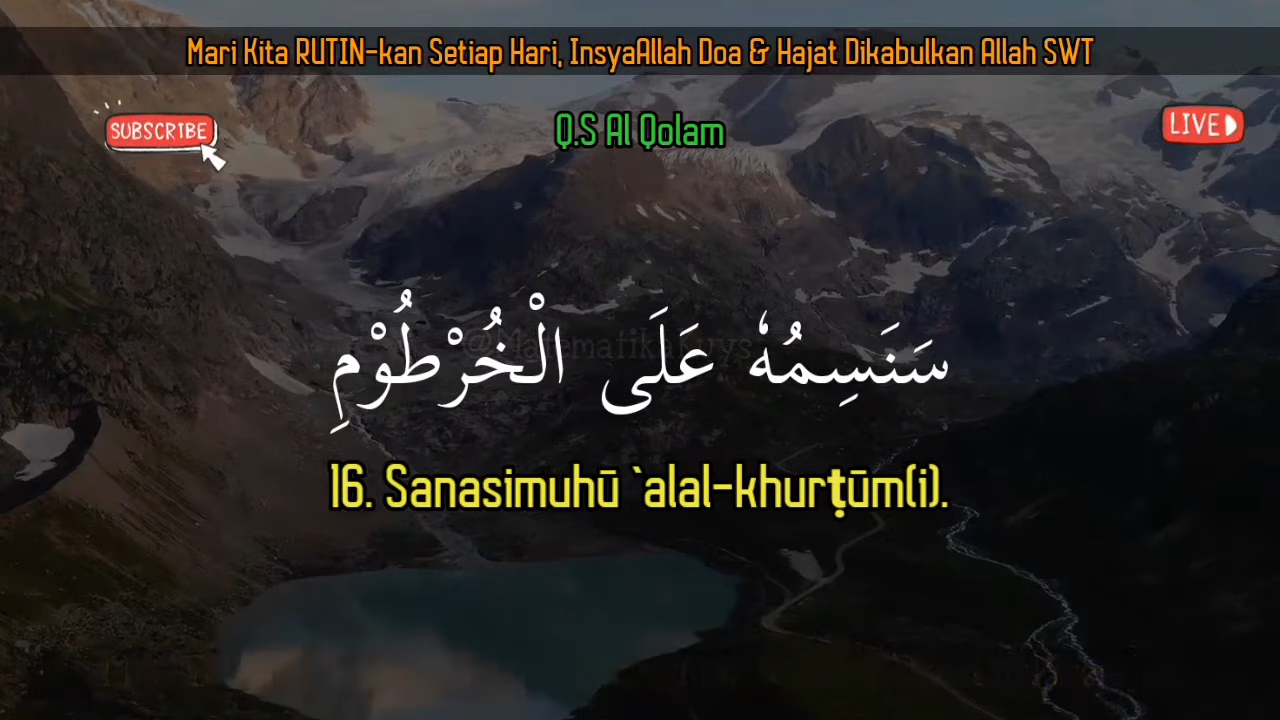 Mari Kita RUTIN-kan Setiap Hari, InsyaAllah Doa & Hajat Dikabulkan Allah SWT
SUBSCRIBE
Q.S Al Qolam
LIVE
سَنَسِمُهٗ عَلَى الْخُرْطُوْمِ
16. Sanasimuhū `alal-khurṭūm(i).